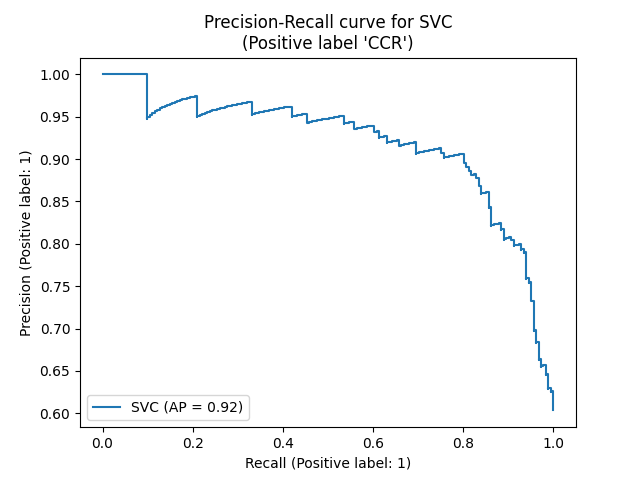 Precision-Recall curve for SVC
(Positive label 'CCR')
1.00
0.95
0.90
0.85
0.80
0.75
0.70
0.65
0.60
Precision (Positive label: 1)
SVC (AP = 0.92)
0.0 0.2 0.4 0.6 0.8 1.0
Recall (Positive label: 1)